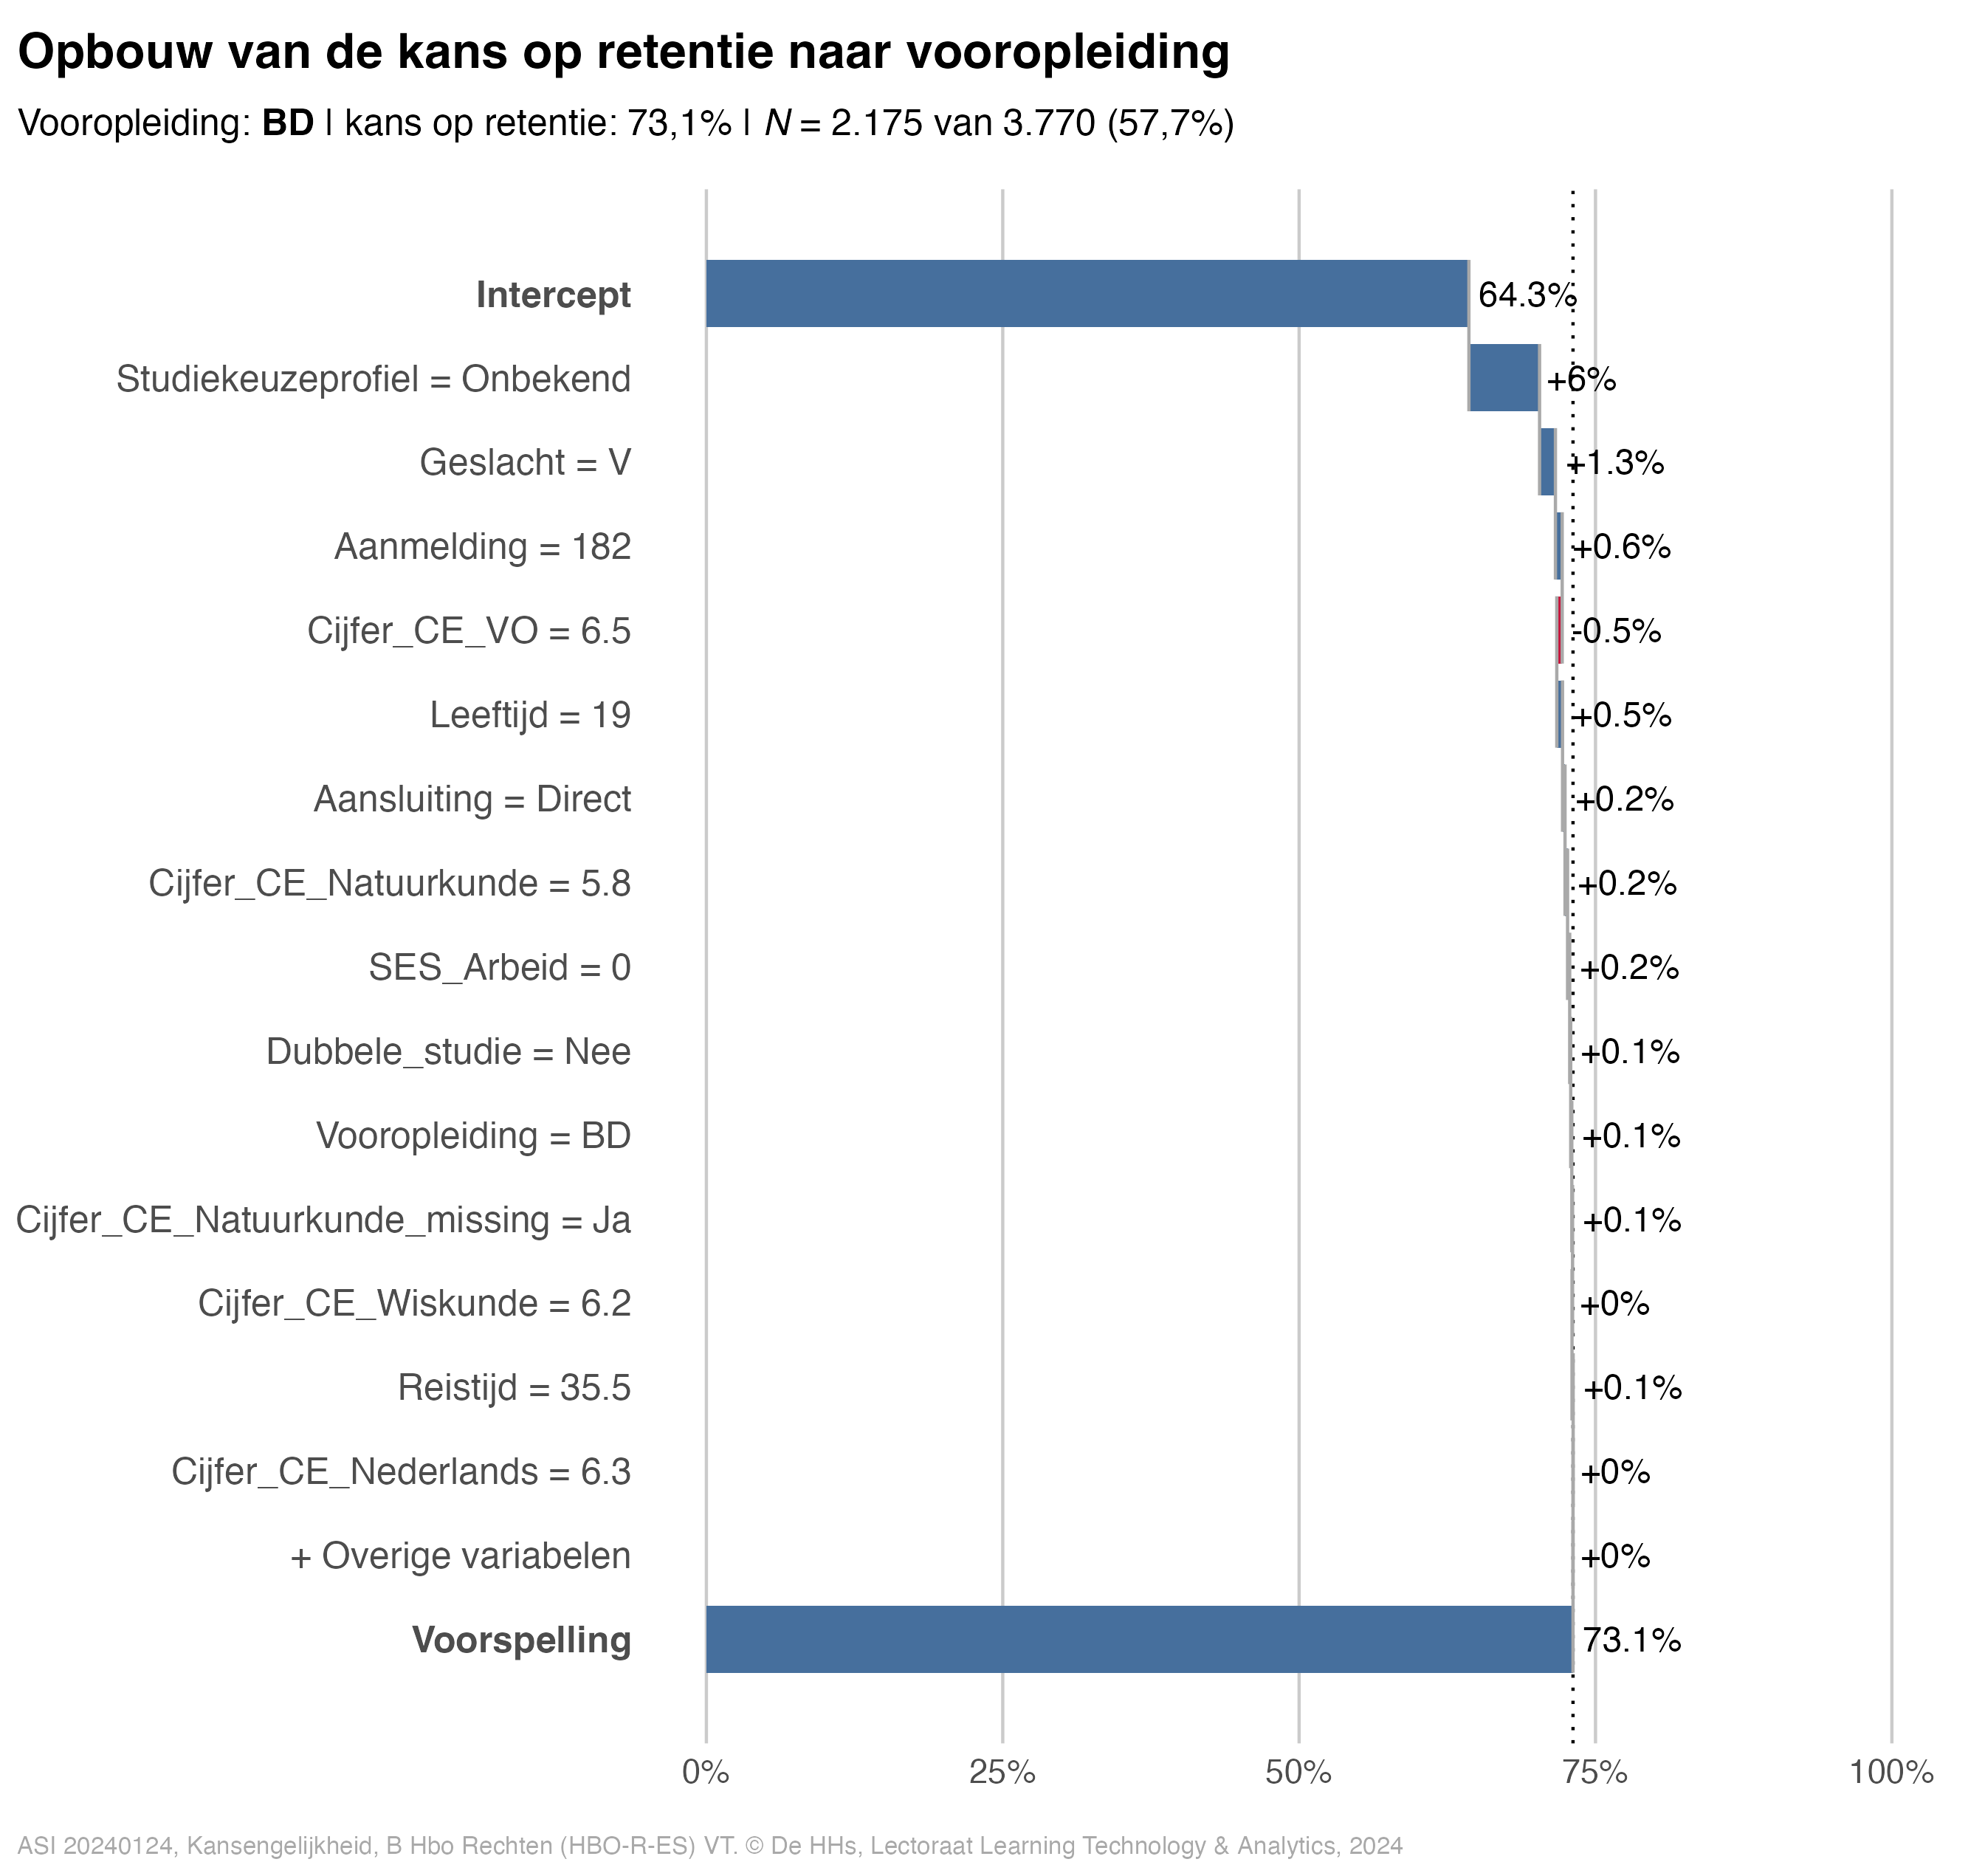 Opbouw van de kans op retentie naar vooropleiding
Vooropleiding: BD | kans op retentie: 73,1% | N = 2.175 van 3.770 (57,7%)
Intercept 64.3%
Studiekeuzeprofiel = Onbekend +6%
Geslacht = V +1.3%
Aanmelding = 182 +0.6%
Cijfer_CE_VO = 6.5 -0.5%
Leeftijd = 19 +0.5%
Aansluiting = Direct +0.2%
Cijfer_CE_Natuurkunde = 5.8 +0.2%
SES_Arbeid = 0 +0.2%
Dubbele_studie = Nee +0.1%
Vooropleiding = BD +0.1%
Cijfer_CE_Natuurkunde_missing = Ja +0.1%
Cijfer_CE_Wiskunde = 6.2 +0%
Reistijd = 35.5 +0.1%
Cijfer_CE_Nederlands = 6.3 +0%
+ Overige variabelen +0%
Voorspelling 73.1%
0% 25% 50% 75% 100%
ASI 20240124, Kansengelijkheid, B Hbo Rechten (HBO-R-ES) VT. © De HHs, Lectoraat Learning Technology & Analytics, 2024